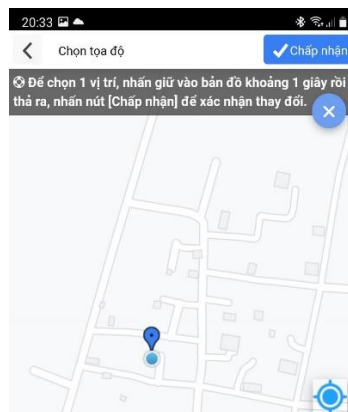 20:33
Chọn tọa độ
Chấp nhận
Để chọn 1 vị trí, nhấn giữ vào bản đồ khoảng 1 giây rồi
thả ra, nhấn nút [Chấp nhận] để xác nhận thay đổi.